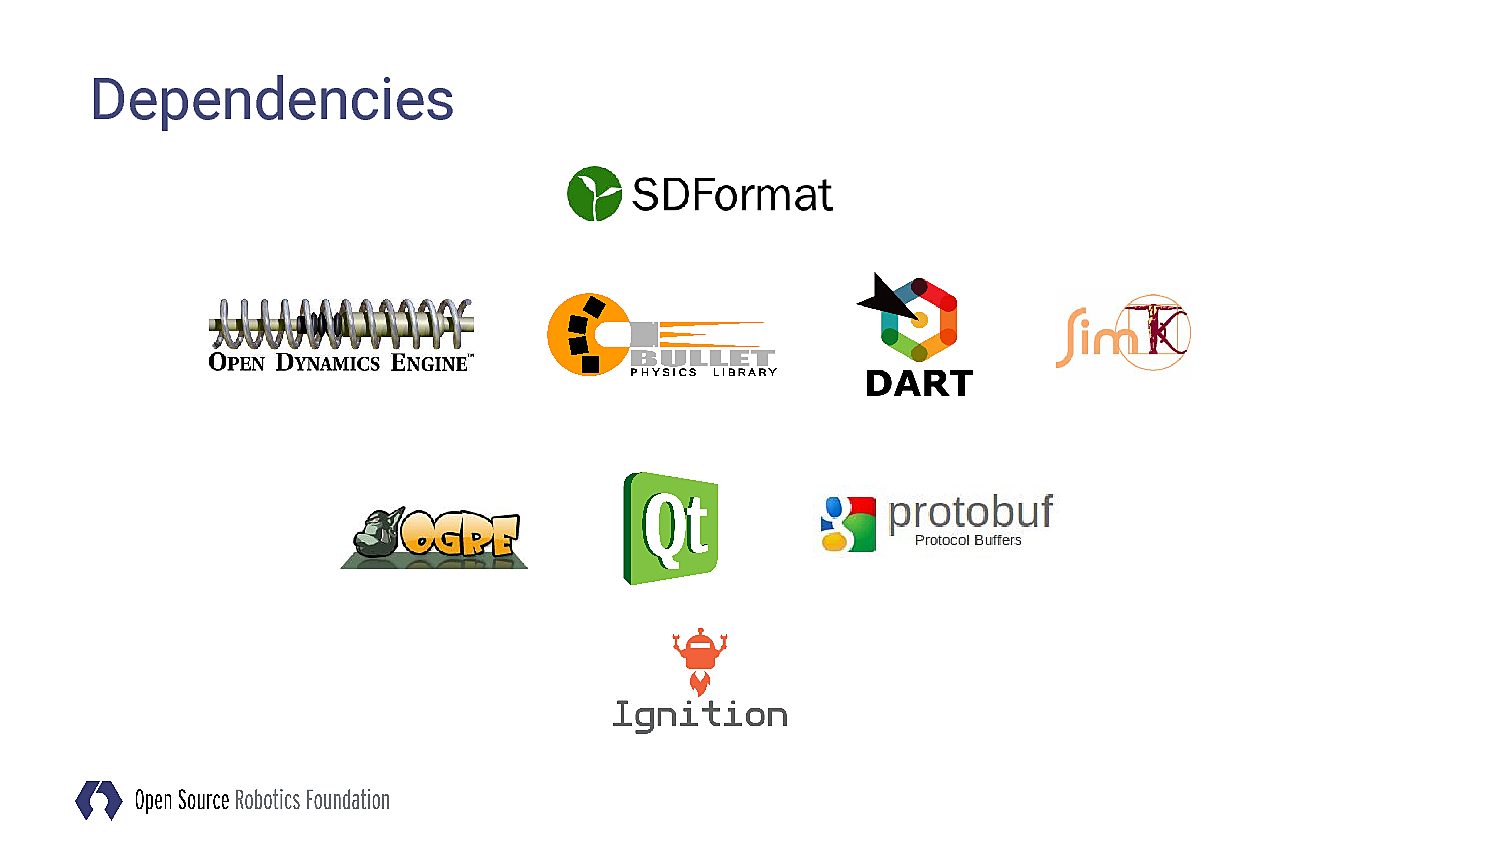 Dependencies
SDFormat
OPEN DYNAMICS ENGINE™
BULLET
PHYSICS LIBRARY
DART
SimTK
OGRE
Qt
protobuf
Protocol Buffers
Ignition
Open Source Robotics Foundation